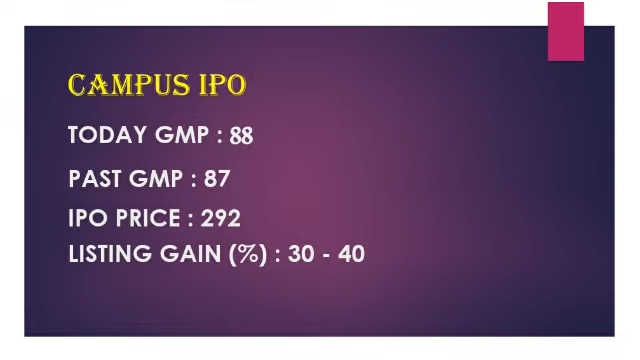 CAMPUS IPO
TODAY GMP : 88
PAST GMP : 87
IPO PRICE : 292
LISTING GAIN (%) : 30 - 40